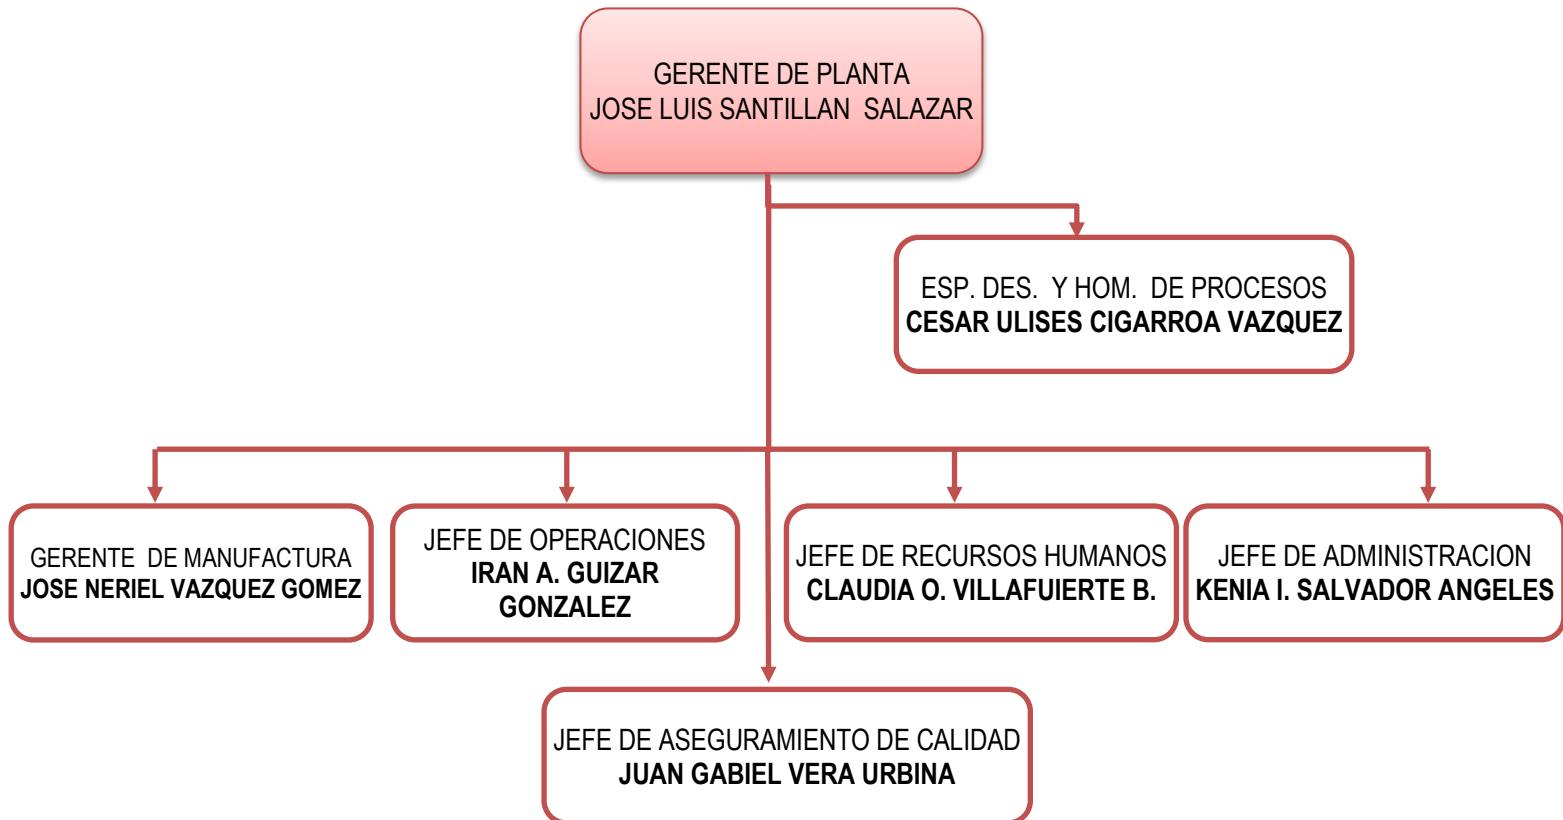 GERENTE DE PLANTA
JOSE LUIS SANTILLAN SALAZAR
ESP. DES. Y HOM. DE PROCESOS
CESAR ULISES CIGARROA VAZQUEZ
GERENTE DE MANUFACTURA
JOSE NERIEL VAZQUEZ GOMEZ
JEFE DE OPERACIONES
IRAN A. GUIZAR
GONZALEZ
JEFE DE RECURSOS HUMANOS
CLAUDIA O. VILLAFUIERTE B.
JEFE DE ADMINISTRACION
KENIA I. SALVADOR ANGELES
JEFE DE ASEGURAMIENTO DE CALIDAD
JUAN GABIEL VERA URBINA